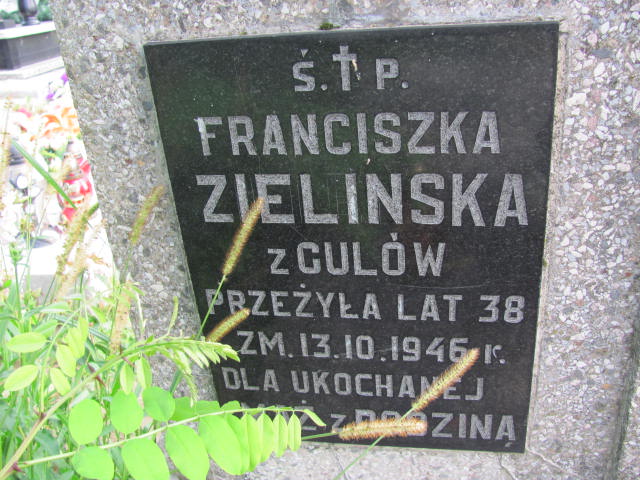 Ś.†P.
FRANCISZKA
ZIELINSKA
z GULÓW
PRZEŻYŁA LAT 38
ZM. 13.10.1946 R.
DLA UKOCHANEJ
z RODZINĄ